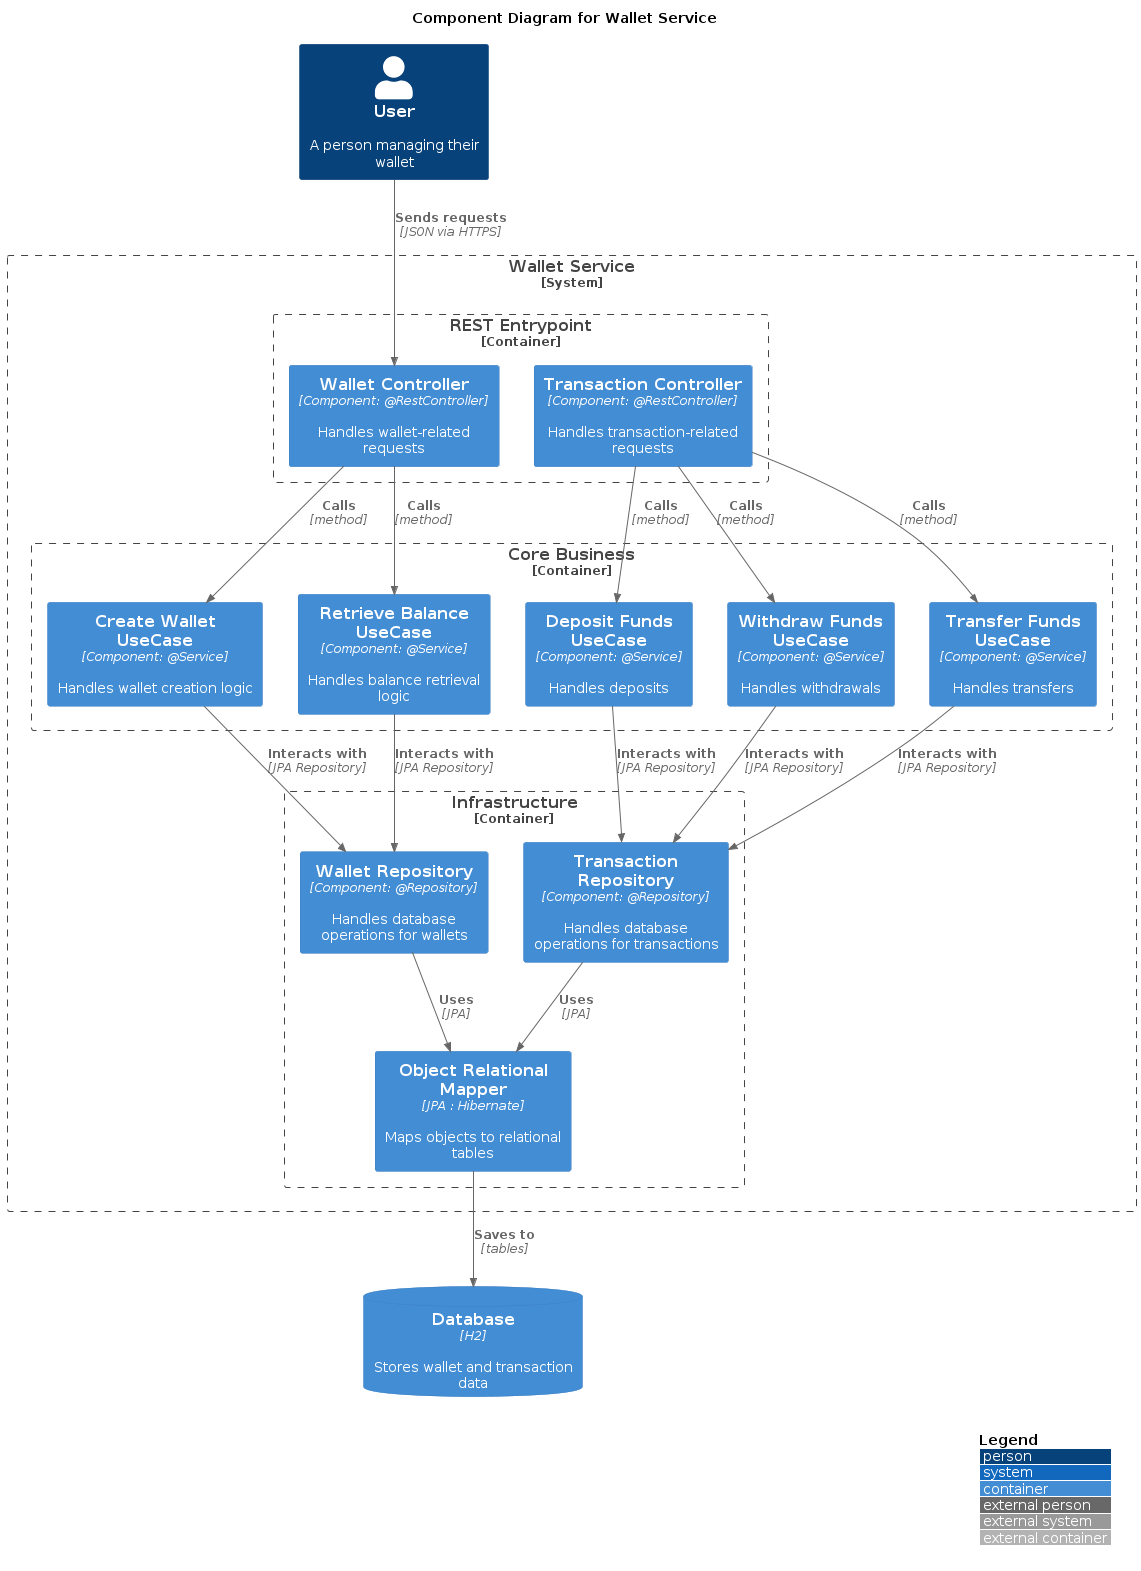 Component Diagram for Wallet Service
User
A person managing their
wallet
Sends requests
[JSON via HTTPS]
Wallet Service
[System]
REST Entrypoint
[Container]
Wallet Controller
[Component: @RestController]
Handles wallet-related
requests
Transaction Controller
[Component: @RestController]
Handles transaction-related
requests
Calls
[method]
Calls
[method]
Calls
[method]
Calls
[method]
Calls
[method]
Core Business
[Container]
Create Wallet
UseCase
[Component: @Service]
Handles wallet creation logic
Retrieve Balance
UseCase
[Component: @Service]
Handles balance retrieval
logic
Deposit Funds
UseCase
[Component: @Service]
Handles deposits
Withdraw Funds
UseCase
[Component: @Service]
Handles withdrawals
Transfer Funds
UseCase
[Component: @Service]
Handles transfers
Interacts with
[JPA Repository]
Interacts with
[JPA Repository]
Interacts with
[JPA Repository]
Interacts with
[JPA Repository]
Interacts with
[JPA Repository]
Infrastructure
[Container]
Wallet Repository
[Component: @Repository]
Handles database
operations for wallets
Transaction
Repository
[Component: @Repository]
Handles database
operations for transactions
Uses
[JPA]
Uses
[JPA]
Object Relational
Mapper
[JPA : Hibernate]
Maps objects to relational
tables
Saves to
[tables]
Database
[H2]
Stores wallet and transaction
data
Legend
person
system
container
external person
external system
external container